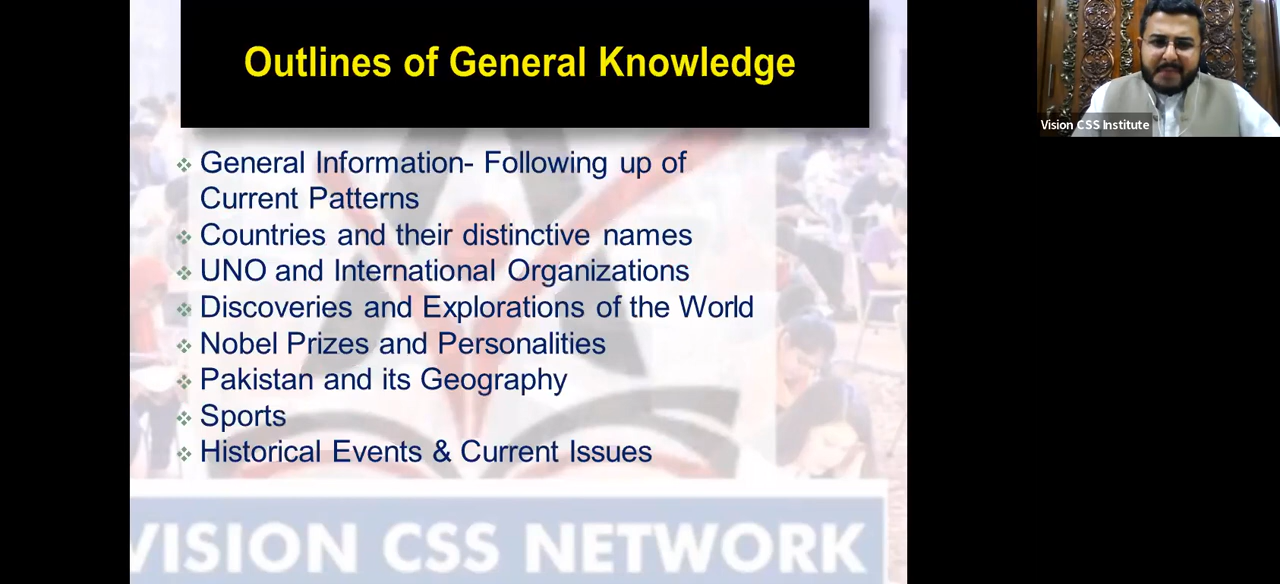 Outlines of General Knowledge
General Information- Following up of
Current Patterns
Countries and their distinctive names
UNO and International Organizations
Discoveries and Explorations of the World
Nobel Prizes and Personalities
Pakistan and its Geography
Sports
Historical Events & Current Issues
VISION CSS NETWORK
Vision CSS Institute